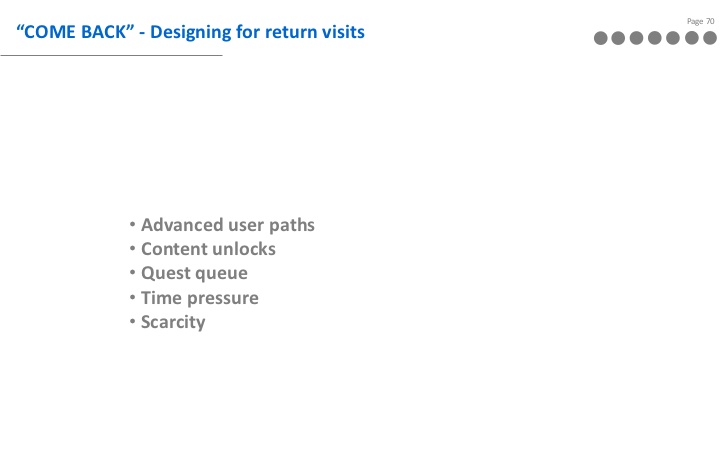 “COME BACK” - Designing for return visits
Page 70
• Advanced user paths
• Content unlocks
• Quest queue
• Time pressure
• Scarcity